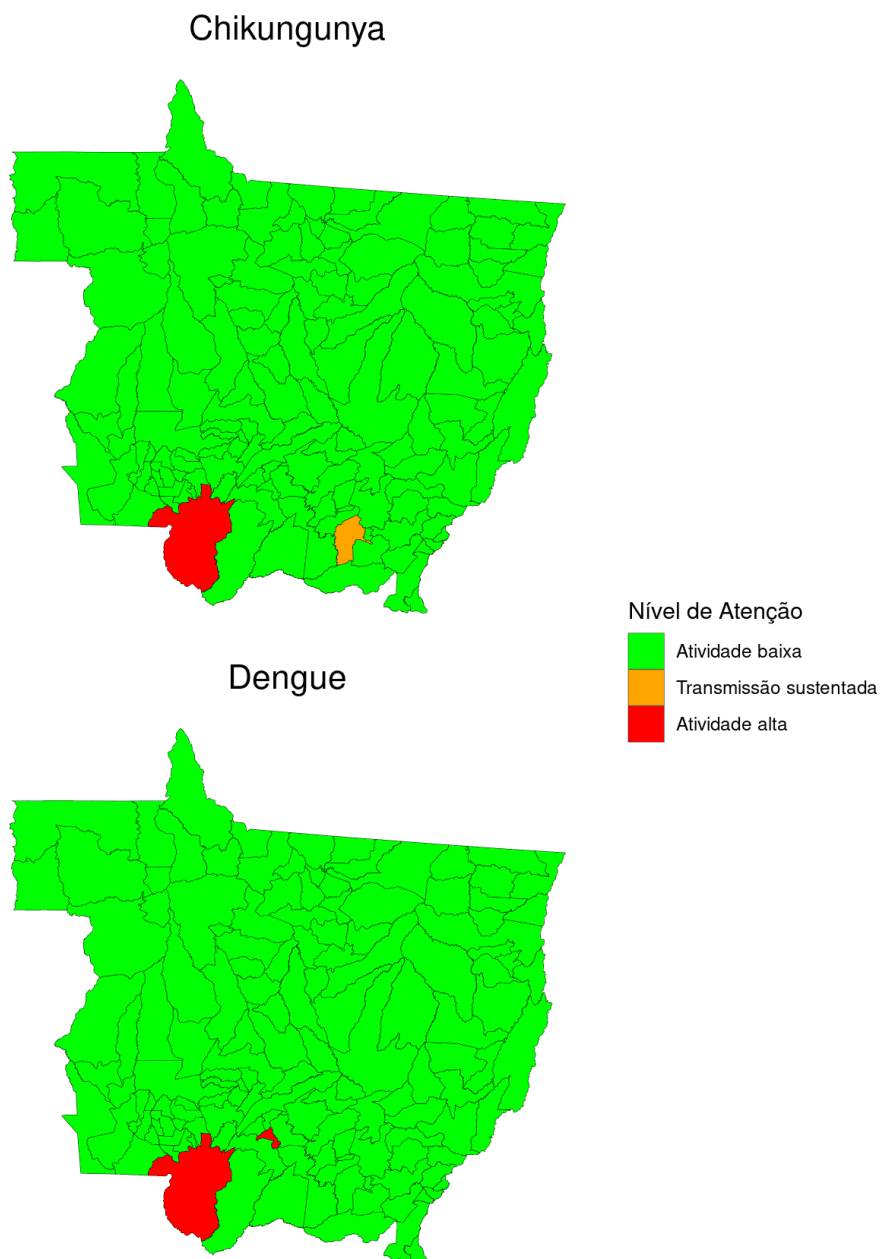 Chikungunya
Nível de Atenção
Atividade baixa
Transmissão sustentada
Atividade alta
Dengue